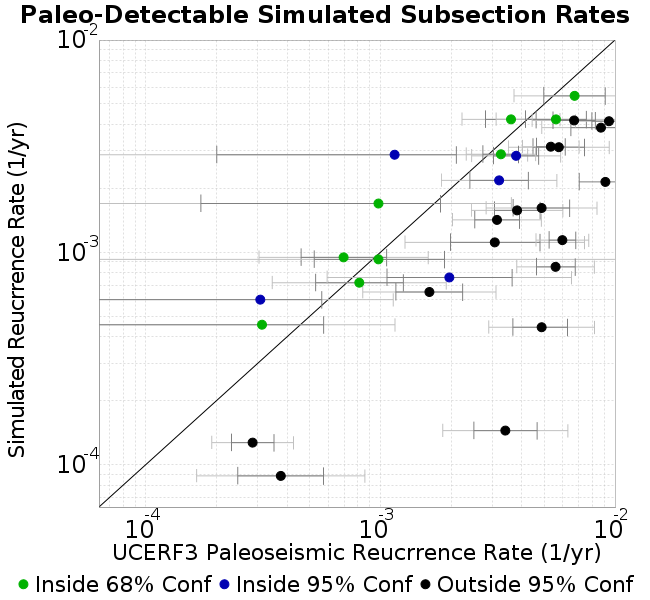 Paleo-Detectable Simulated Subsection Rates
10-2
10-3
10-4
Simulated Reucrrence Rate (1/yr)
10-4 10-3 10-2
UCERF3 Paleoseismic Reucrrence Rate (1/yr)
Inside 68% Conf Inside 95% Conf Outside 95% Conf